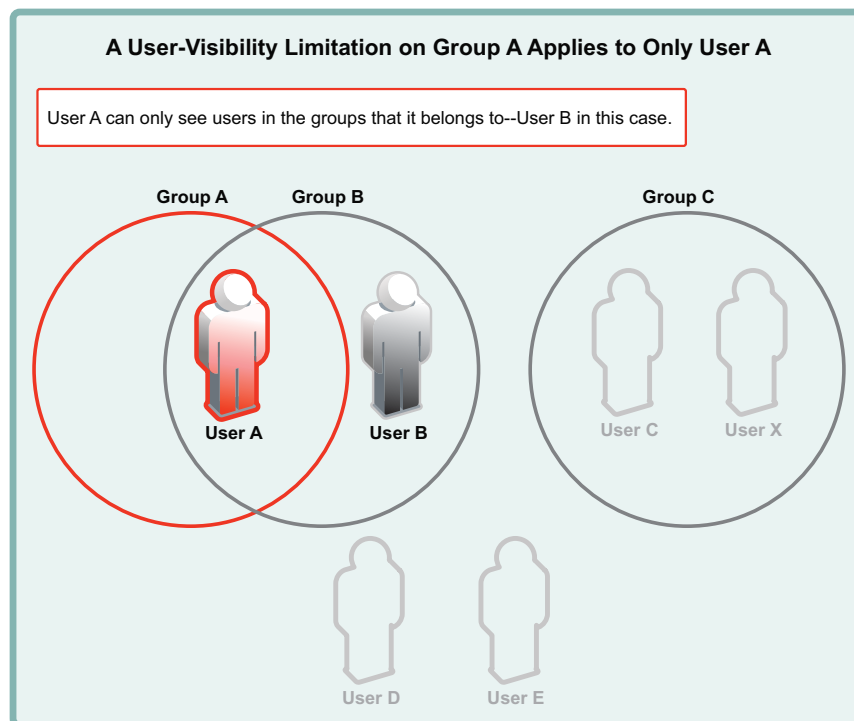 A User-Visibility Limitation on Group A Applies to Only User A
User A can only see users in the groups that it belongs to--User B in this case.
Group A
Group B
Group C
User A
User B
User C
User X
User D
User E